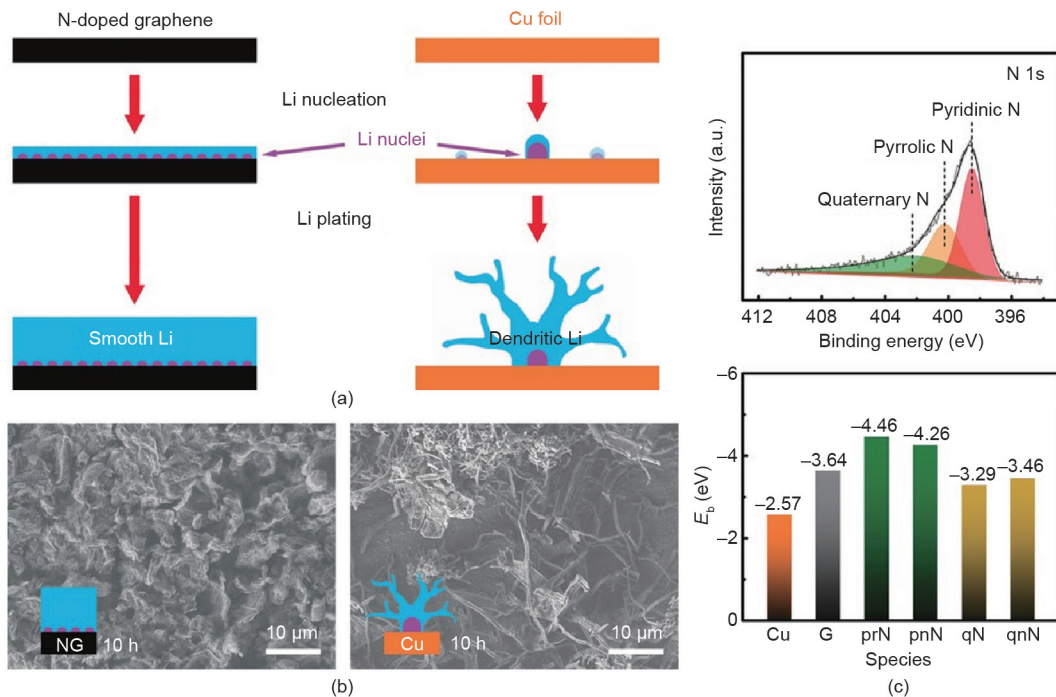 N-doped graphene
Cu foil
Li nucleation
Li nuclei
Li plating
Smooth Li
Dendritic Li
(a)
NG
10 h
10 μm
Cu
10 h
10 μm
(b)
N 1s
Pyridinic N
Pyrrolic N
Quaternary N
Intensity (a.u.)
412 408 404 400 396
Binding energy (eV)
–6
–4
–2
0
Eb (eV)
–2.57
–3.64
–4.46
–4.26
–3.29
–3.46
Cu G prN pnN qN qnN
Species
(c)